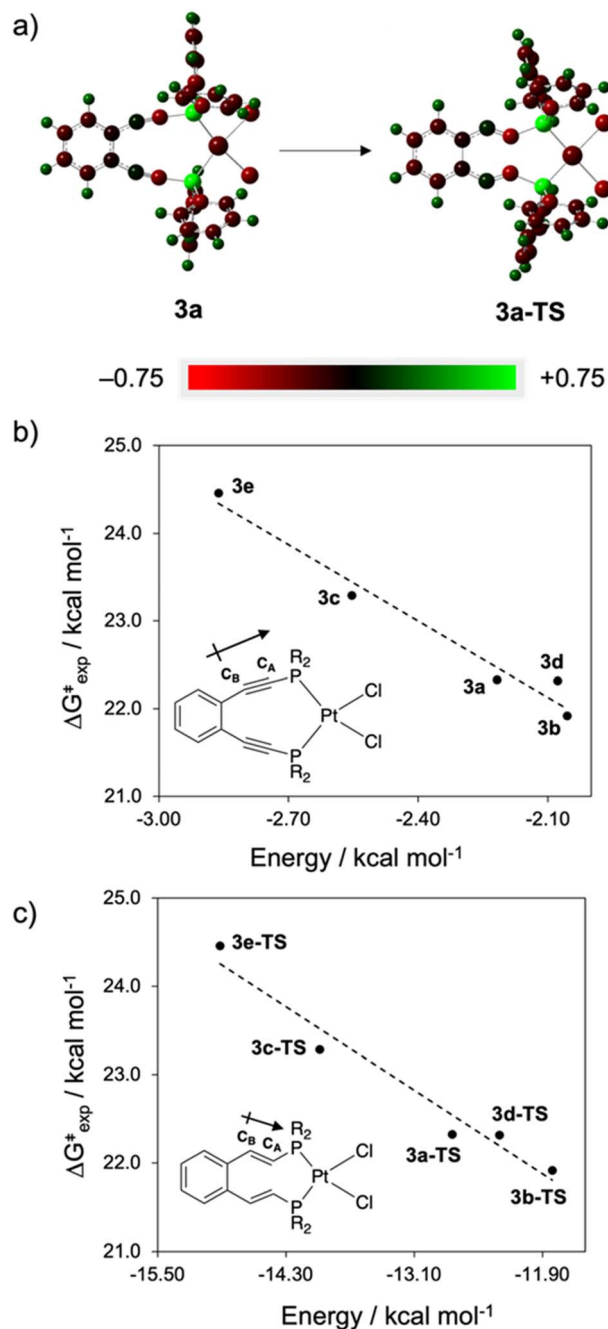 a)
3a
3a-TS
–0.75
+0.75
b)
25.0
24.0
23.0
22.0
21.0
ΔG‡exp / kcal mol-1
3e
3c
3a
3d
3b
CB
CA
R2
P
Pt
Cl
Cl
P
R2
-3.00
-2.70
-2.40
-2.10
Energy / kcal mol-1
c)
25.0
24.0
23.0
22.0
21.0
ΔG‡exp / kcal mol-1
3e-TS
3c-TS
3a-TS
3d-TS
3b-TS
CB
CA
R2
P
Pt
Cl
Cl
P
R2
-15.50
-14.30
-13.10
-11.90
Energy / kcal mol-1